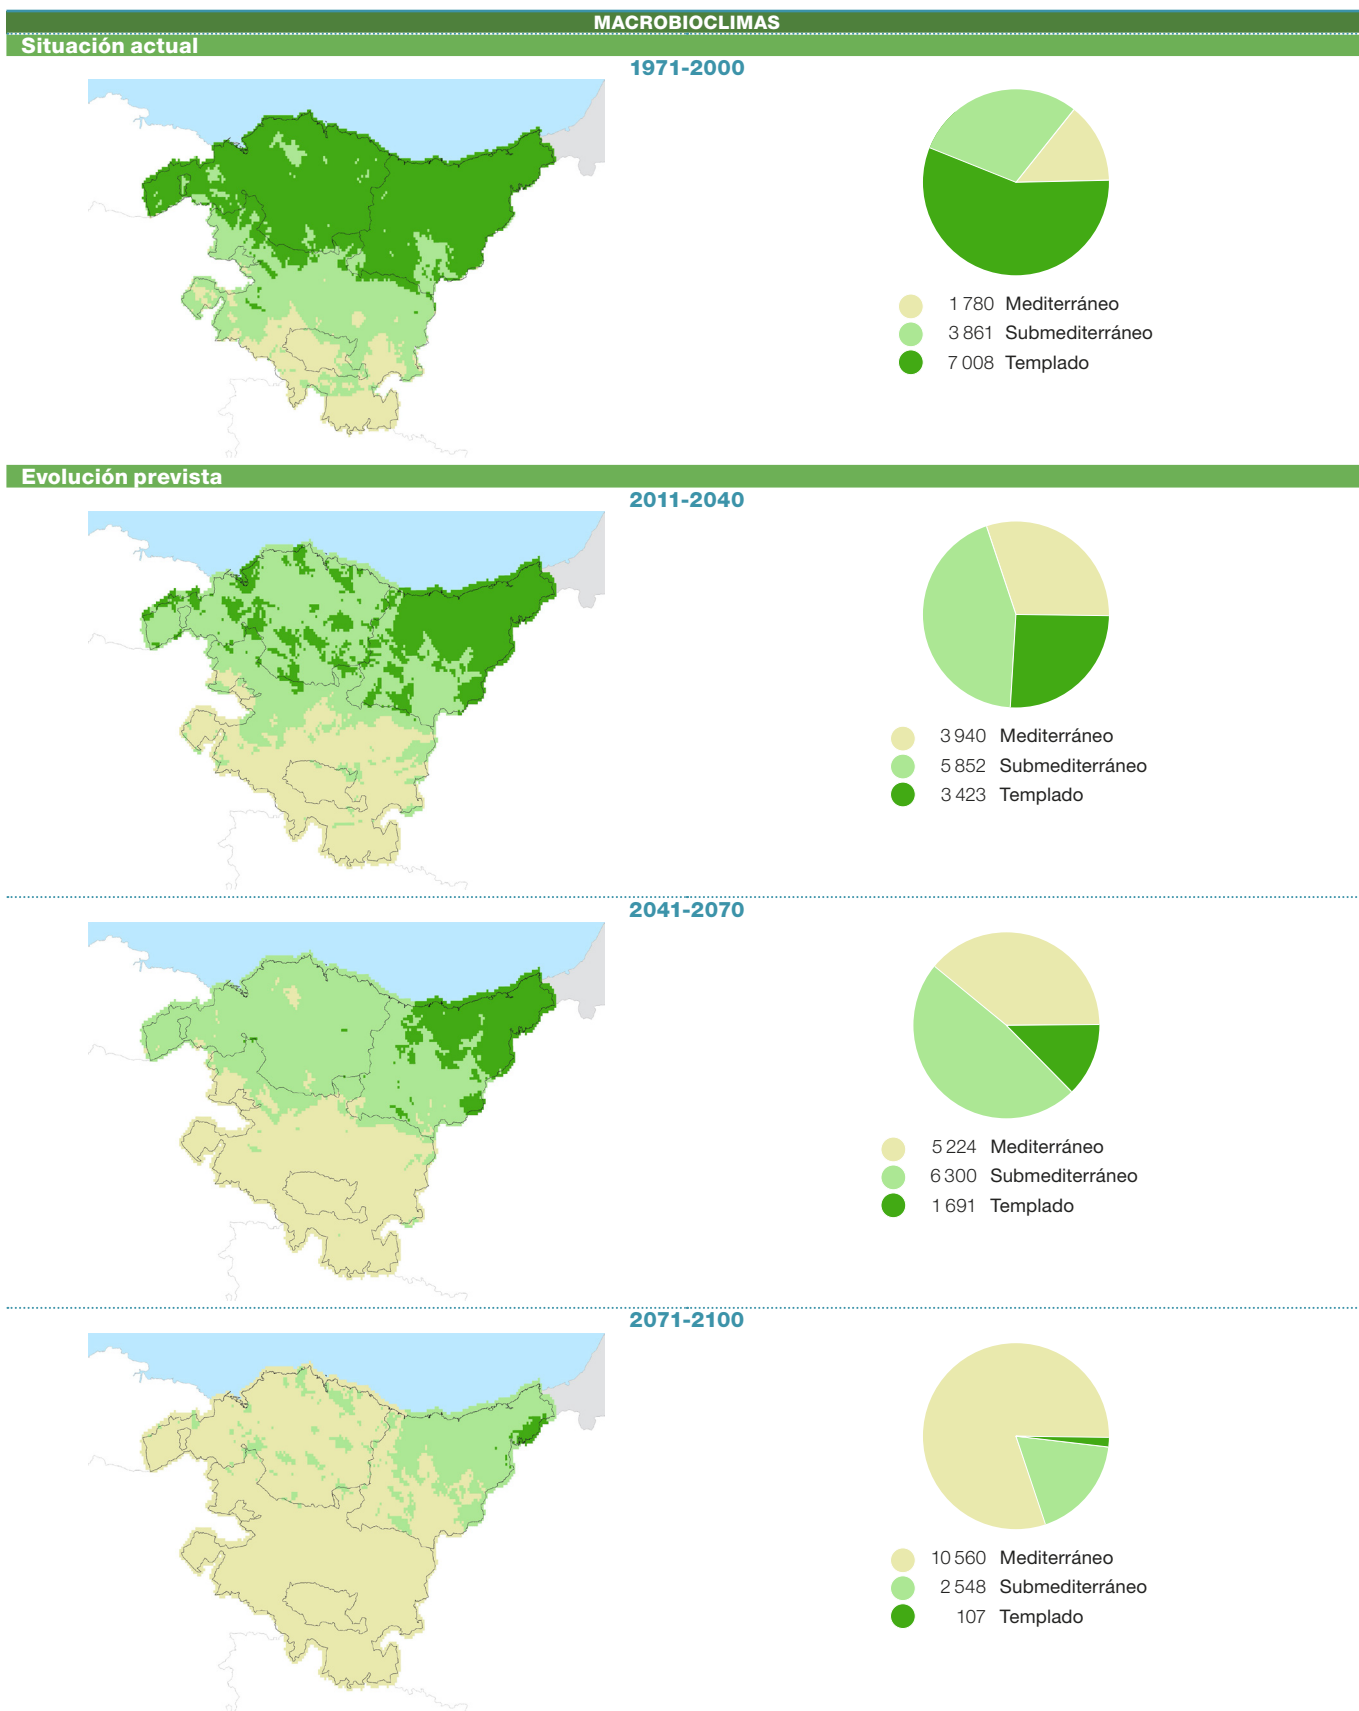 MACROBIOCLIMAS
Situación actual
1971-2000
1 780 Mediterráneo
3 861 Submediterráneo
7 008 Templado
Evolución prevista
2011-2040
3 940 Mediterráneo
5 852 Submediterráneo
3 423 Templado
2041-2070
5 224 Mediterráneo
6 300 Submediterráneo
1 691 Templado
2071-2100
10 560 Mediterráneo
2 548 Submediterráneo
107 Templado